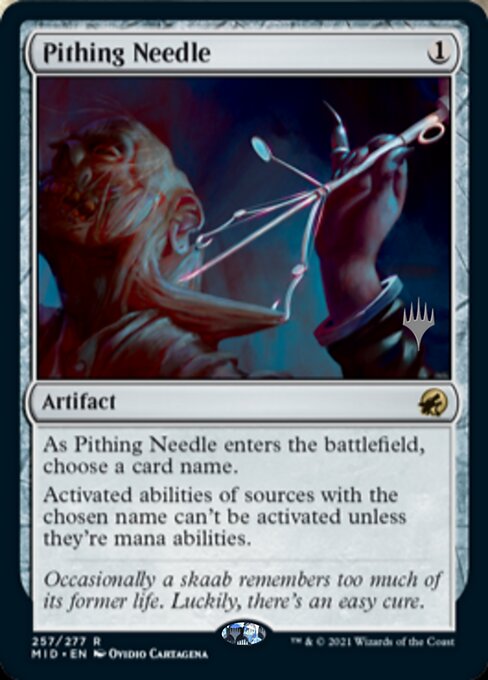 Pithing Needle 1
Artifact
As Pithing Needle enters the battlefield,
choose a card name.
Activated abilities of sources with the
chosen name can't be activated unless
they're mana abilities.
Occasionally a skaab remembers too much of
its former life. Luckily, there's an easy cure.
257/277 R
MID • EN Ovidio Cartagena
™ & © 2021 Wizards of the Coast